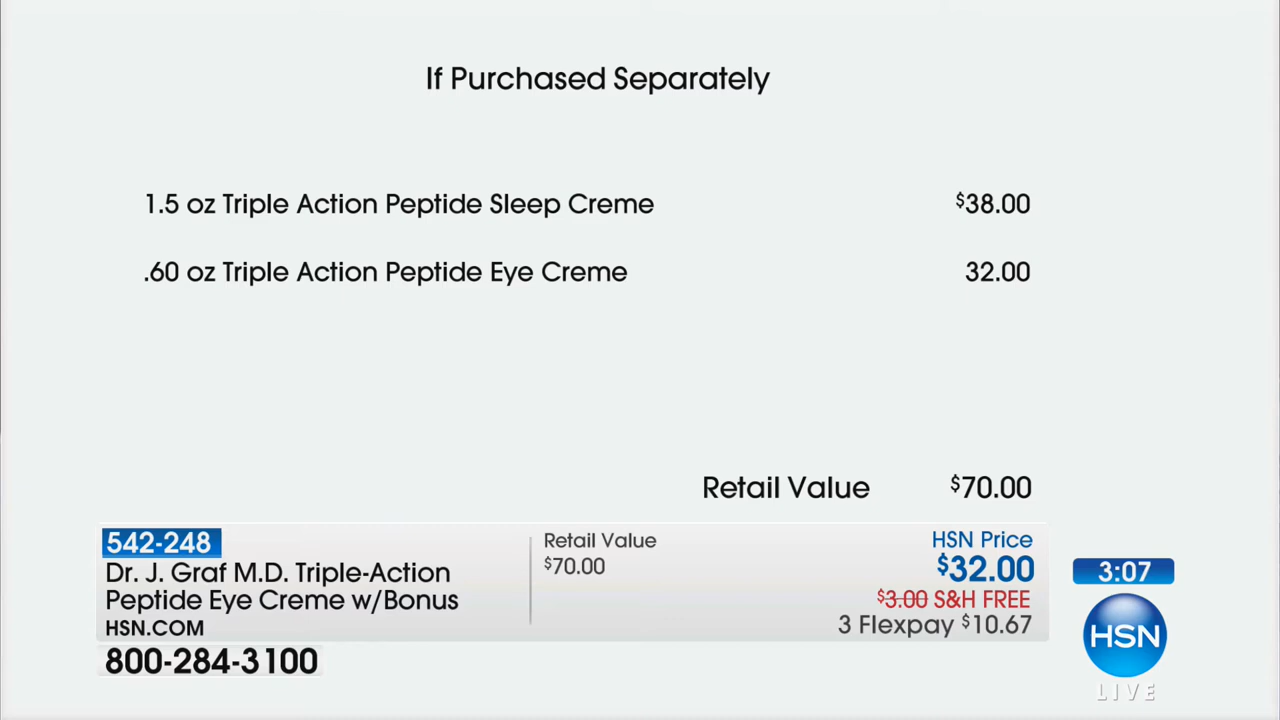 If Purchased Separately
1.5 oz Triple Action Peptide Sleep Creme $38.00
.60 oz Triple Action Peptide Eye Creme 32.00
Retail Value $70.00
542-248
Dr. J. Graf M.D. Triple-Action
Peptide Eye Creme w/Bonus
HSN.COM
800-284-3100
Retail Value
$70.00
HSN Price
$32.00
$3.00 S&H FREE
3 Flexpay $10.67
3:07
HSN
LIVE